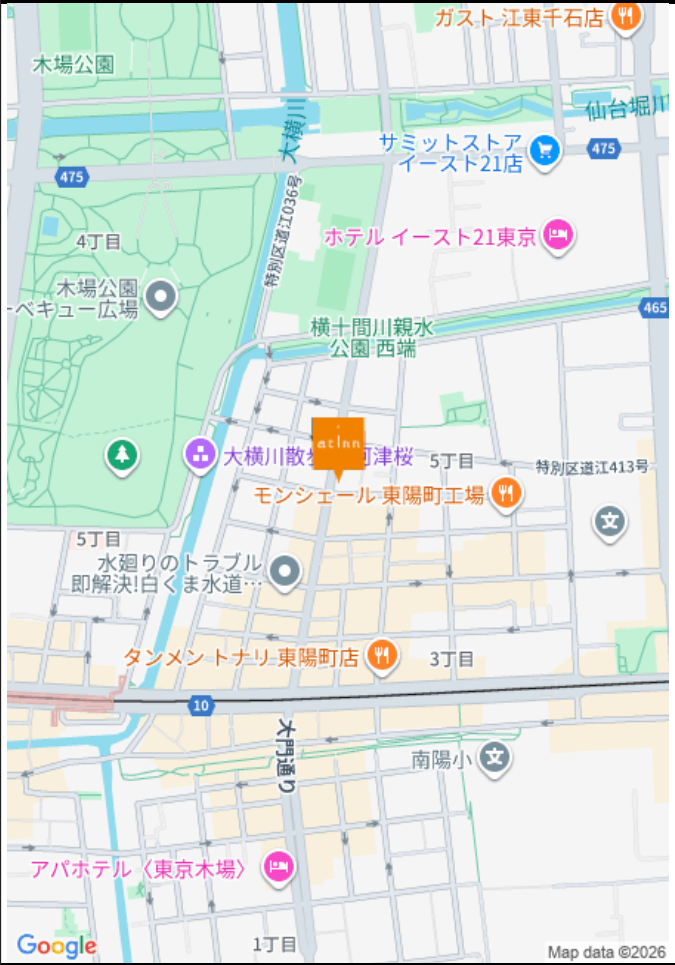 ガスト 江東千石店
木場公園
大横川
仙台堀川
サミットストア
イースト21店
475
475
4丁目
特別区道江036号
ホテル イースト21東京
木場公園
ーベキュー広場
465
横十間川親水
公園 西端
at Inn
大横川散歩
河津桜
5丁目
特別区道江413号
モンシェール 東陽町工場
5丁目
水廻りのトラブル
即解決!白くま水道…
タンメン トナリ 東陽町店
3丁目
10
大門通り
南陽小
アパホテル〈東京木場〉
1丁目
Google
Map data ©2026